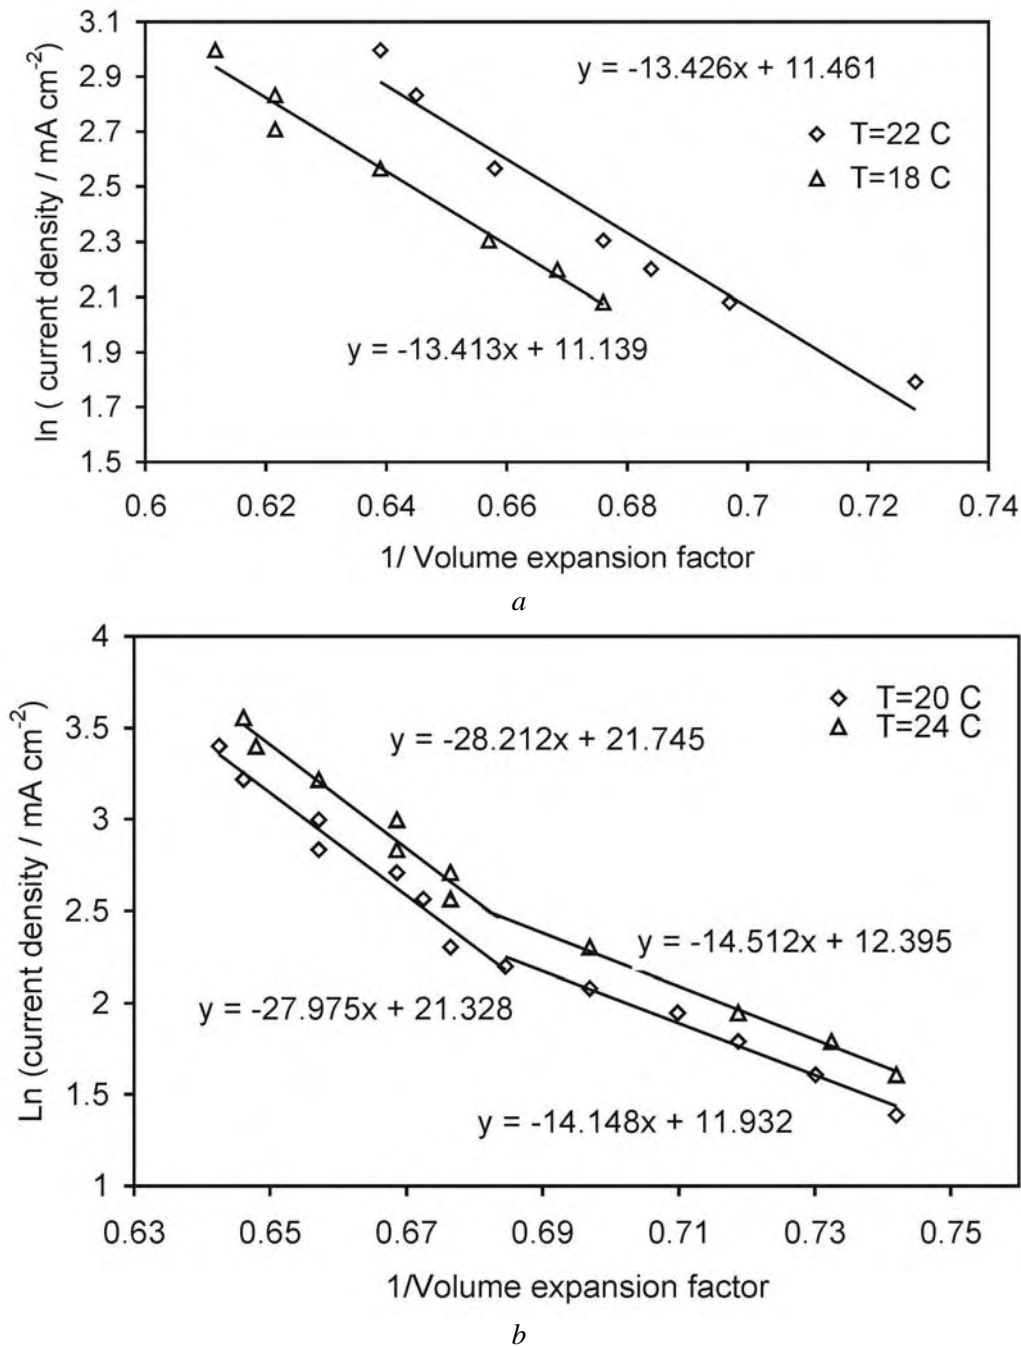 3.1
2.9
2.7
2.5
2.3
2.1
1.9
1.7
1.5
ln ( current density / mA cm-2)
y = -13.426x + 11.461
T=22 C
T=18 C
y = -13.413x + 11.139
0.6 0.62 0.64 0.66 0.68 0.7 0.72 0.74
1/ Volume expansion factor
a
4
3.5
3
2.5
2
1.5
1
Ln (current density / mA cm-2)
T=20 C
T=24 C
y = -28.212x + 21.745
y = -14.512x + 12.395
y = -27.975x + 21.328
y = -14.148x + 11.932
0.63 0.65 0.67 0.69 0.71 0.73 0.75
1/Volume expansion factor
b